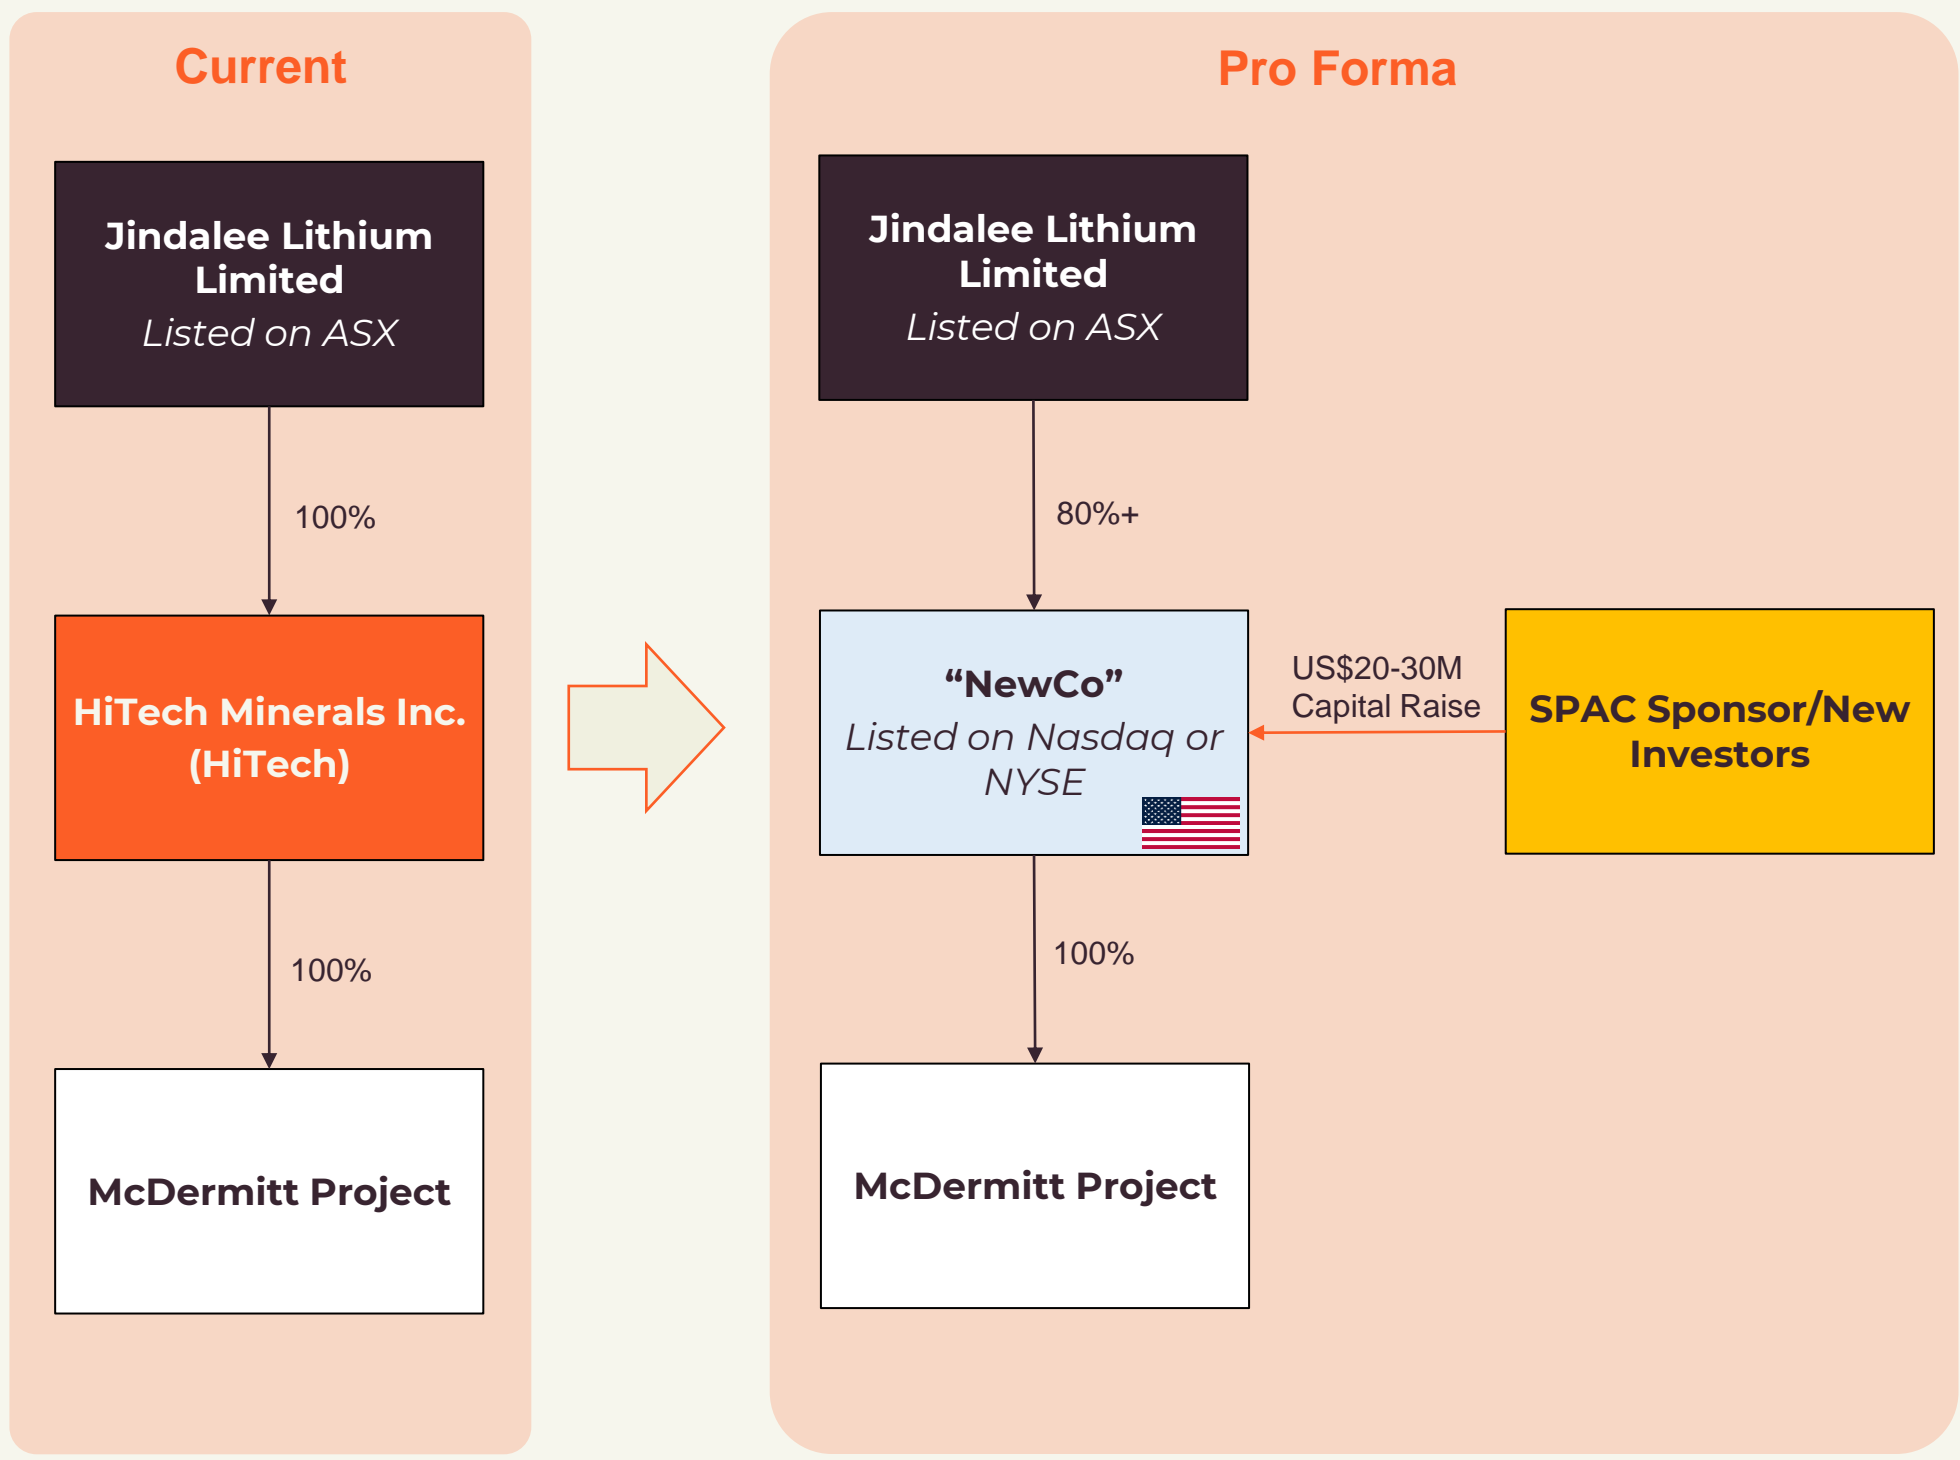 Current
Jindalee Lithium
Limited
Listed on ASX
100%
HiTech Minerals Inc.
(HiTech)
100%
McDermitt Project
Pro Forma
Jindalee Lithium
Limited
Listed on ASX
80%+
“NewCo”
Listed on Nasdaq or
NYSE
US$20-30M
Capital Raise
SPAC Sponsor/New
Investors
100%
McDermitt Project